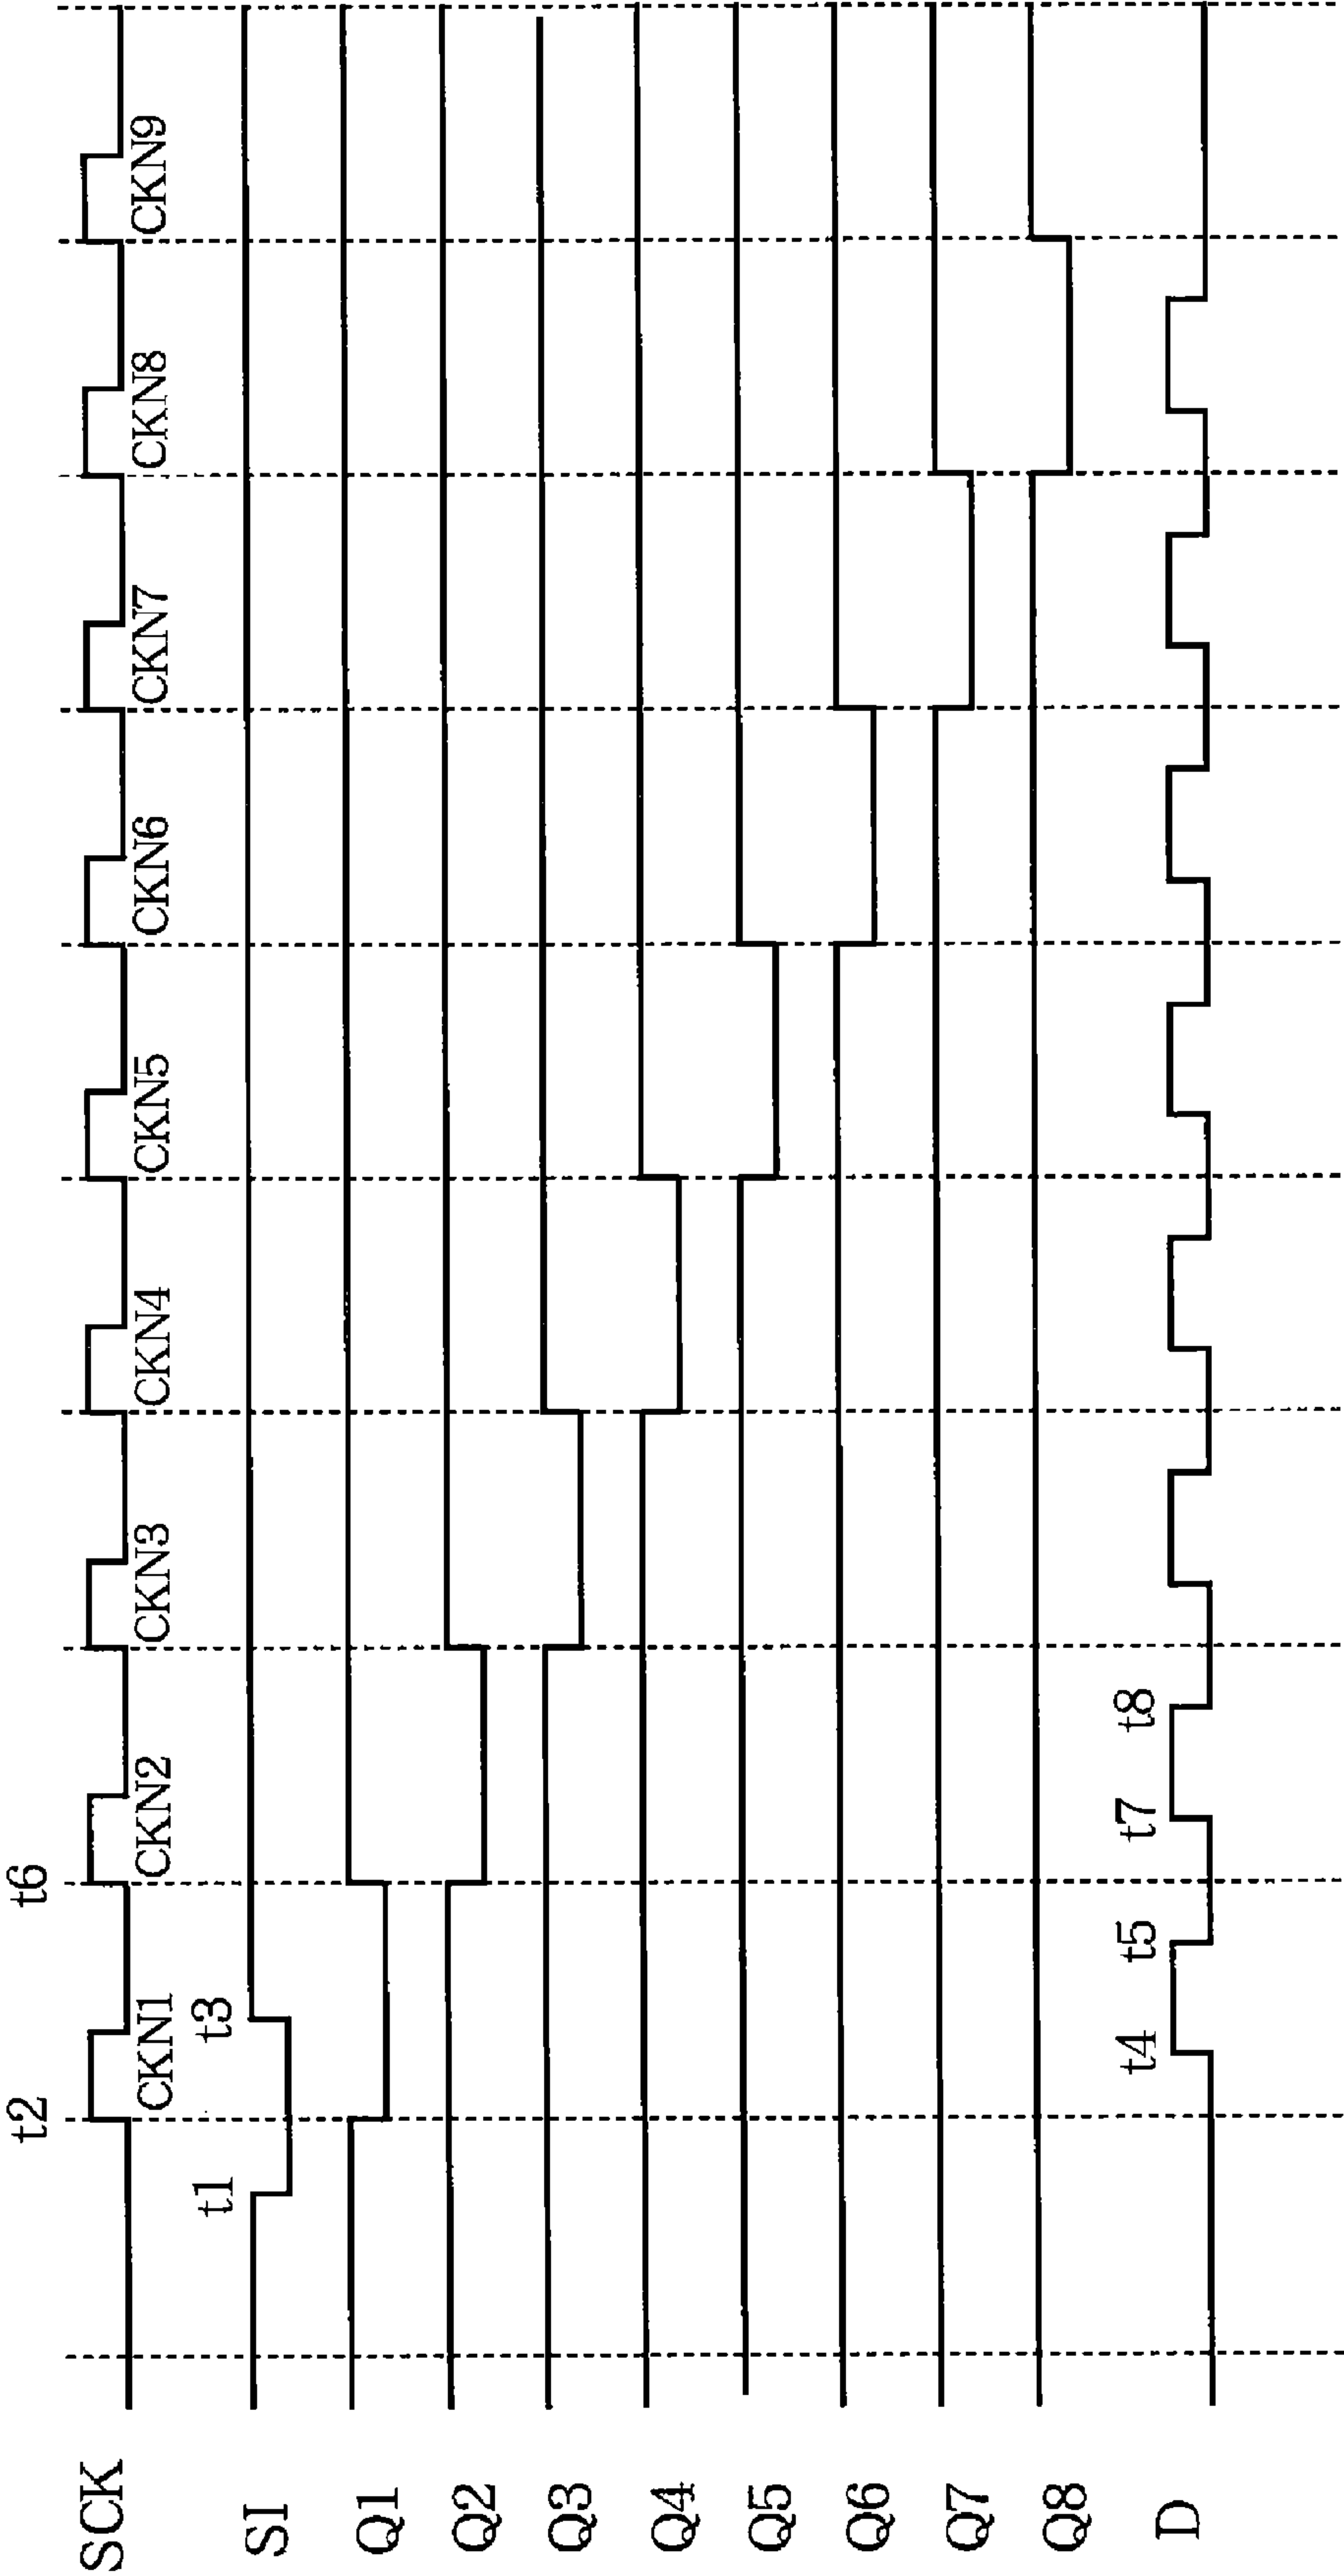 t2 t6
SCK CKN1 CKN2 CKN3 CKN4 CKN5 CKN6 CKN7 CKN8 CKN9
t1 t3
SI
Q1
Q2
Q3
Q4
Q5
Q6
Q7
Q8
t4 t5 t7 t8
D